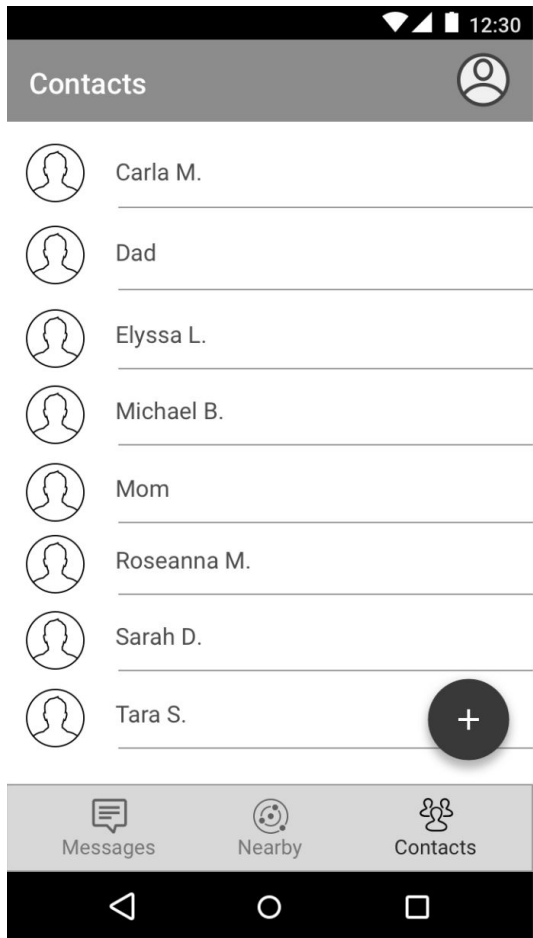 12:30
Contacts
Carla M.
Dad
Elyssa L.
Michael B.
Mom
Roseanna M.
Sarah D.
Tara S.
+
Messages Nearby Contacts